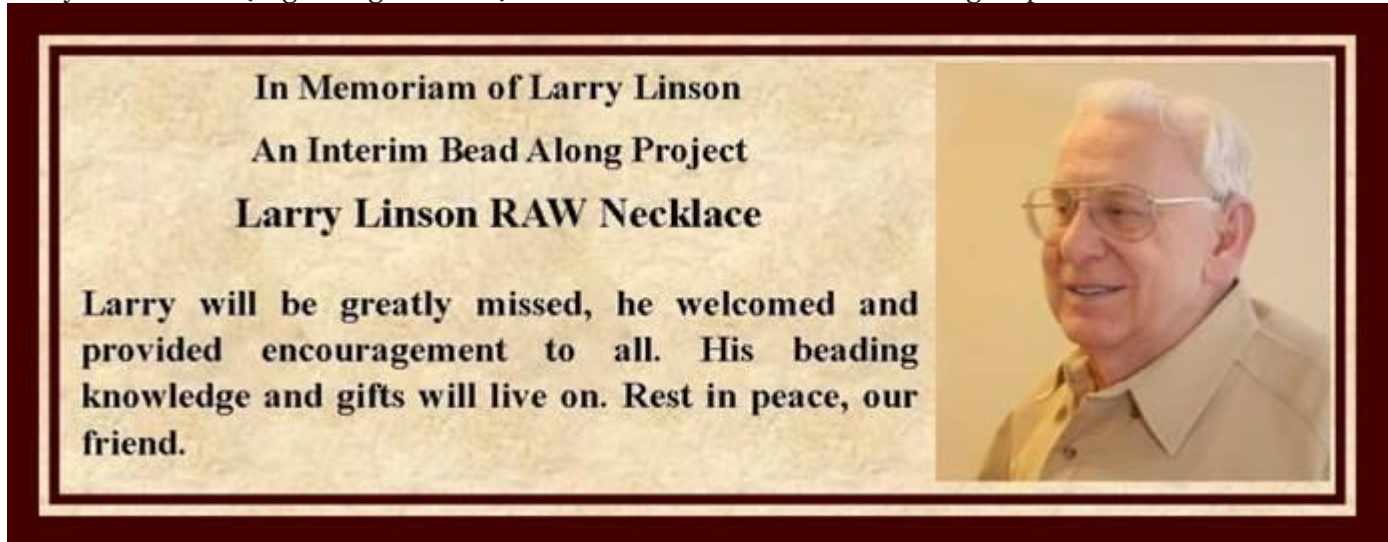 In Memoriam of Larry Linson
An Interim Bead Along Project
Larry Linson RAW Necklace
Larry will be greatly missed, he welcomed and
provided encouragement to all. His beading
knowledge and gifts will live on. Rest in peace, our
friend.